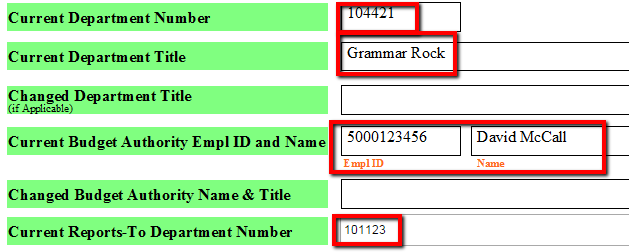 Current Department Number 104421
Current Department Title Grammar Rock
Changed Department Title
(if Applicable)
Current Budget Authority Empl ID and Name 5000123456 David McCall
Empl ID Name
Changed Budget Authority Name & Title
Current Reports-To Department Number 101123